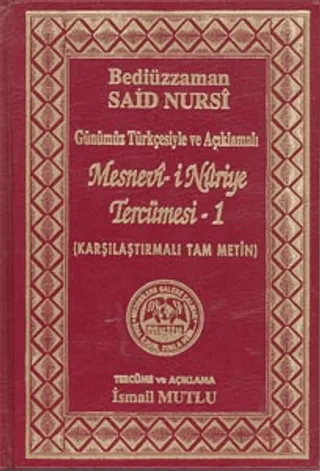 Bediüzzaman
SAİD NURSÎ
Günümüz Türkçesiyle ve Açıklamalı
Mesnevî-i Nûriye
Tercümesi - 1
(KARŞILAŞTIRMALI TAM METİN)
TERCÜME ve AÇIKLAMA
İsmail MUTLU